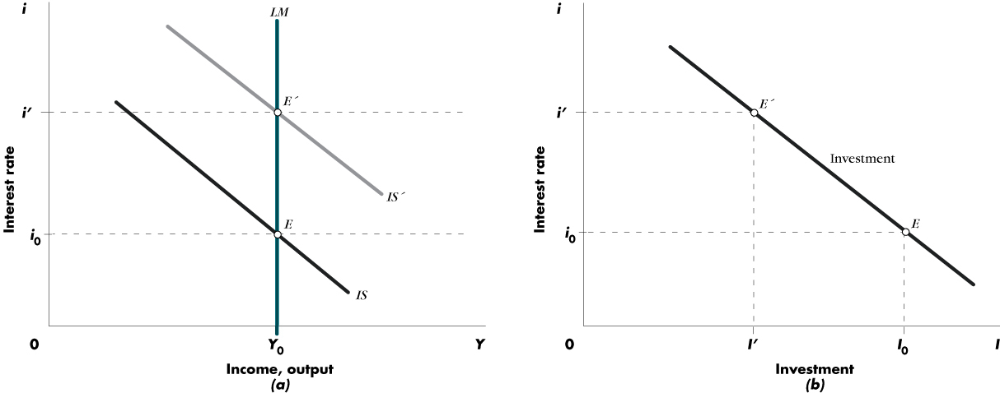 i
LM
E´
i′
IS´
Interest rate
E
i₀
IS
0
Y₀
Y
Income, output
(a)
i
E´
i′
Investment
Interest rate
E
i₀
0
I′
I₀
I
Investment
(b)